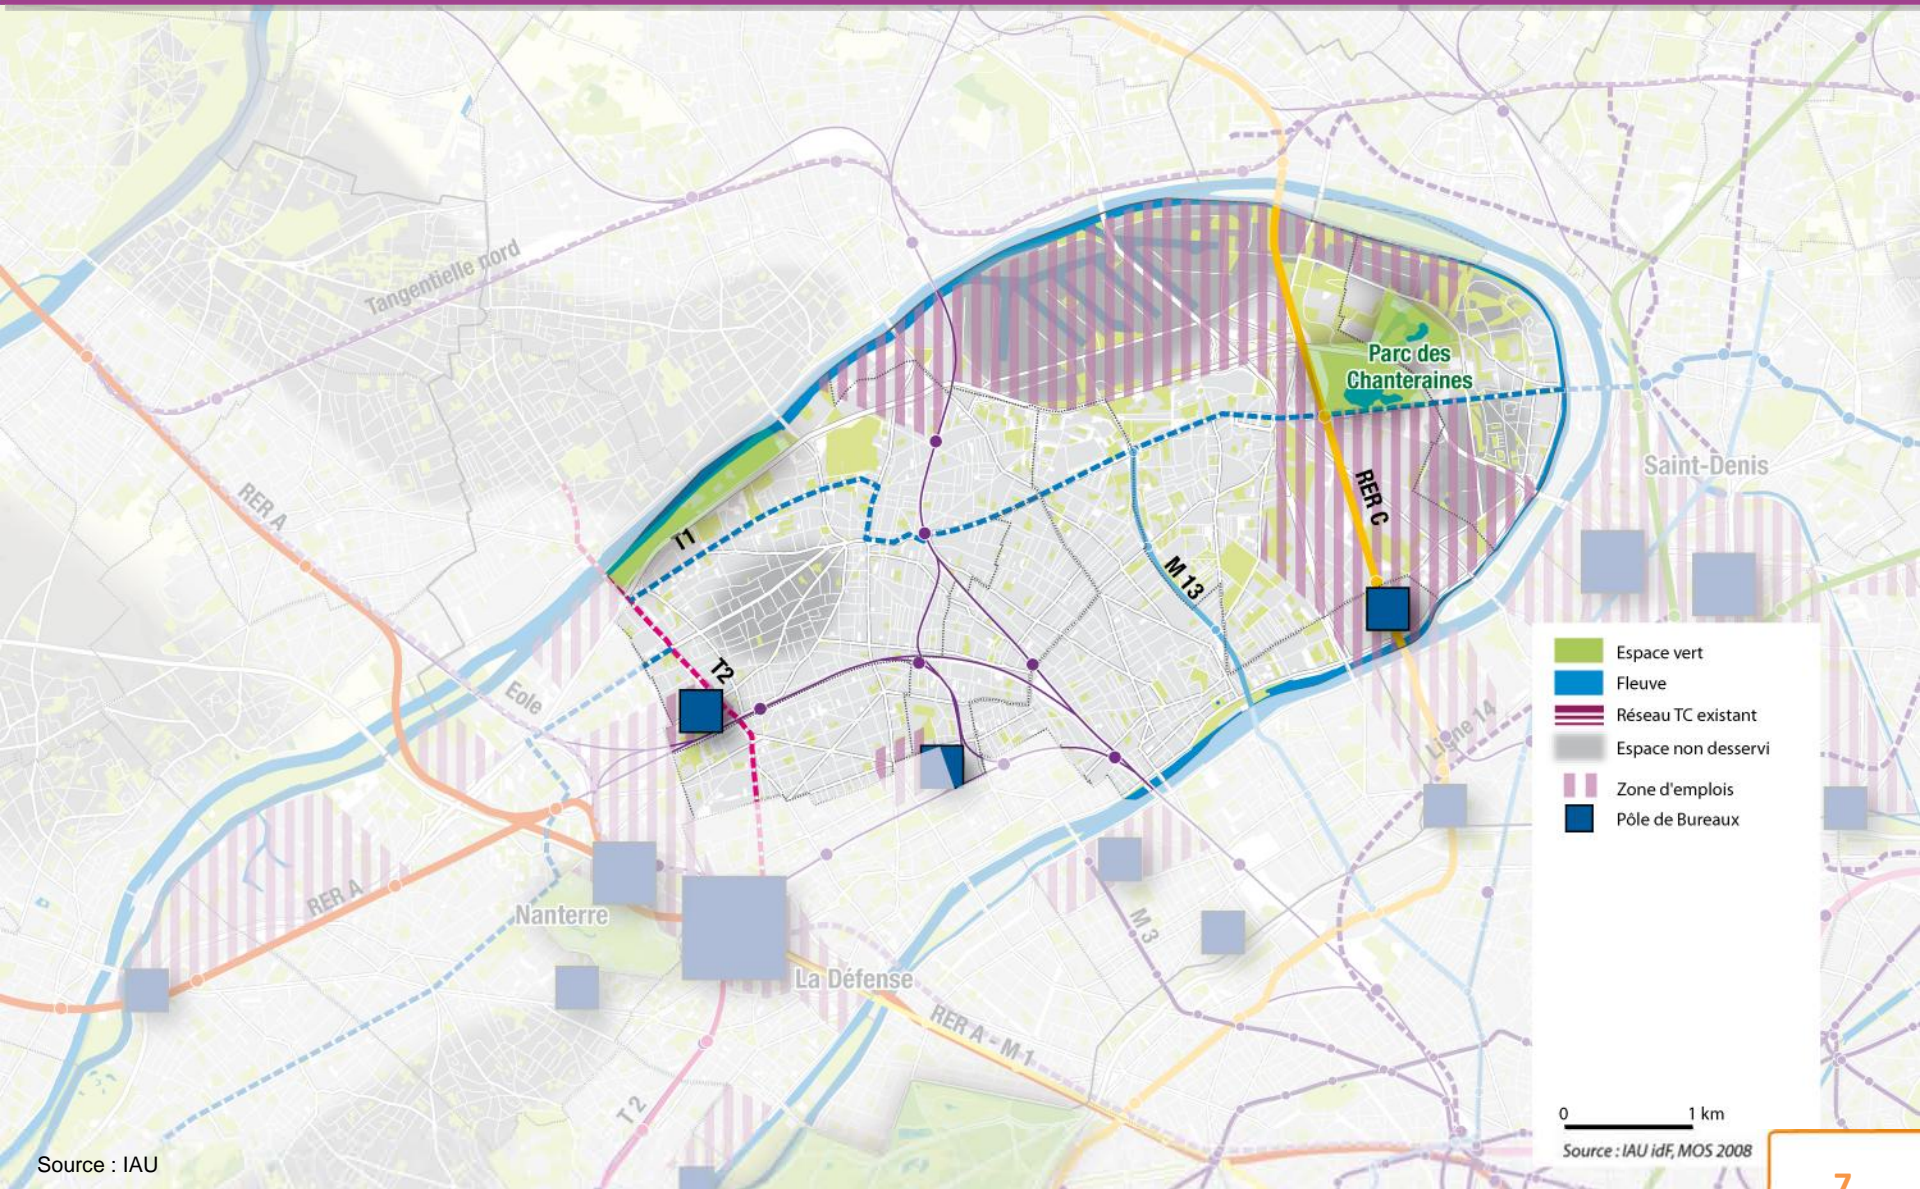 Tangentielle nord
Parc des
Chanteraines
Saint-Denis
RER A
RER C
T1
M 13
T2
Eole
Espace vert
Fleuve
Réseau TC existant
Espace non desservi
Zone d'emplois
Pôle de Bureaux
Ligne 14
RER A
Nanterre
M 3
La Défense
RER A - M 1
T 2
0 1 km
Source : IAU idF, MOS 2008
Source : IAU
7